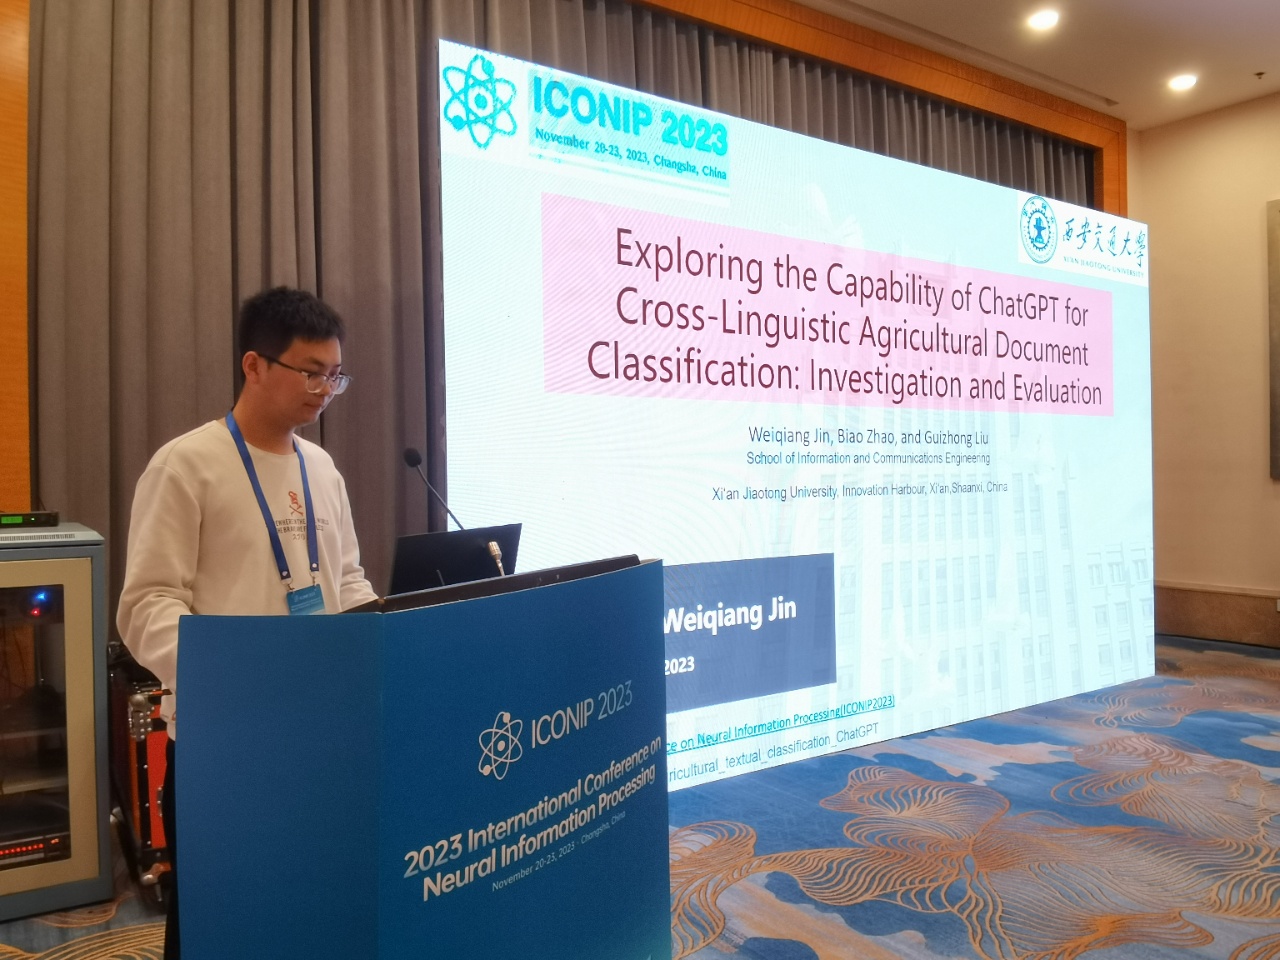 ICONIP 2023
November 20-23, 2023, Changsha, China
西安交通大学
XI'AN JIAOTONG UNIVERSITY
Exploring the Capability of ChatGPT for
Cross-Linguistic Agricultural Document
Classification: Investigation and Evaluation
Weiqiang Jin, Biao Zhao, and Guizhong Liu
School of Information and Communications Engineering
Xi'an Jiaotong University, Innovation Harbour, Xi'an,Shaanxi, China
Weiqiang Jin
2023
ce on Neural Information Processing(ICONIP2023)
ricultural_textual_classification_ChatGPT
ICONIP 2023
2023 International Conference on
Neural Information Processing
November 20-23, 2023 · Changsha, China